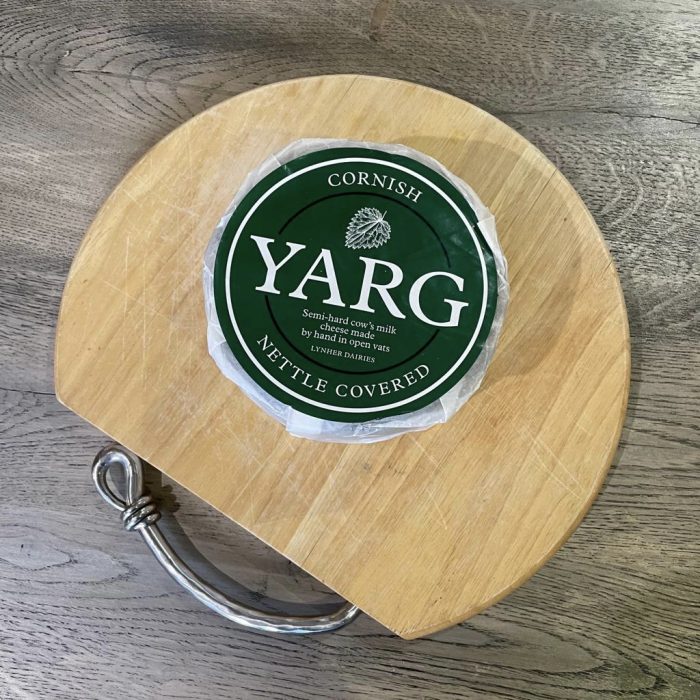 CORNISH
YARG
Semi-hard cow's milk
cheese made
by hand in open vats
LYNHER DAIRIES
NETTLE COVERED